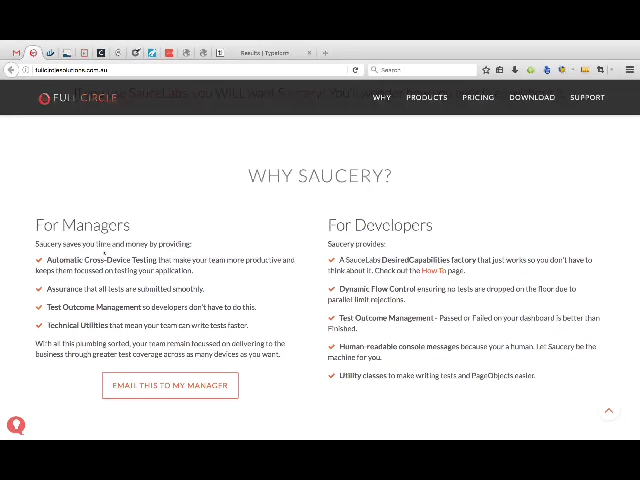 Results | Typeform
fullcirclesolutions.com.au
Search
FULL CIRCLE
WHY PRODUCTS PRICING DOWNLOAD SUPPORT
WHY SAUCERY?
For Managers
Saucery saves you time and money by providing:
Automatic Cross-Device Testing that make your team more productive and
keeps them focussed on testing your application.
Assurance that all tests are submitted smoothly.
Test Outcome Management so developers don't have to do this.
Technical Utilities that mean your team can write tests faster.
With all this plumbing sorted, your team remain focussed on delivering to the
business through greater test coverage across as many devices as you want.
EMAIL THIS TO MY MANAGER
For Developers
Saucery provides:
A SauceLabs DesiredCapabilities factory that just works so you don't have to
think about it. Check out the How To page.
Dynamic Flow Control ensuring no tests are dropped on the floor due to
parallel limit rejections.
Test Outcome Management - Passed or Failed on your dashboard is better than
Finished.
Human-readable console messages because your a human. Let Saucery be the
machine for you.
Utility classes to make writing tests and PageObjects easier.